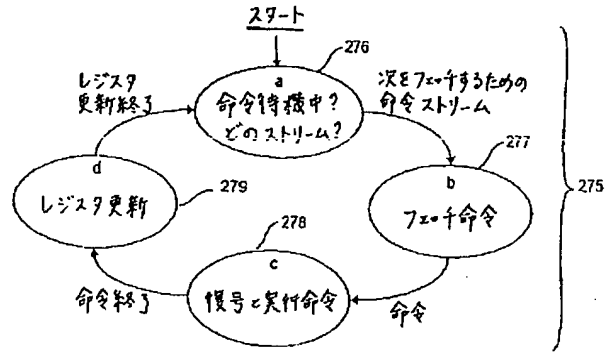 スタート
276
a
命令待機中?
どのストリーム?
レジスタ
更新終了
次をフェッチするための
命令ストリーム
277
b
フェッチ命令
275
d
レジスタ更新
279
278
c
復号と実行命令
命令終了
命令